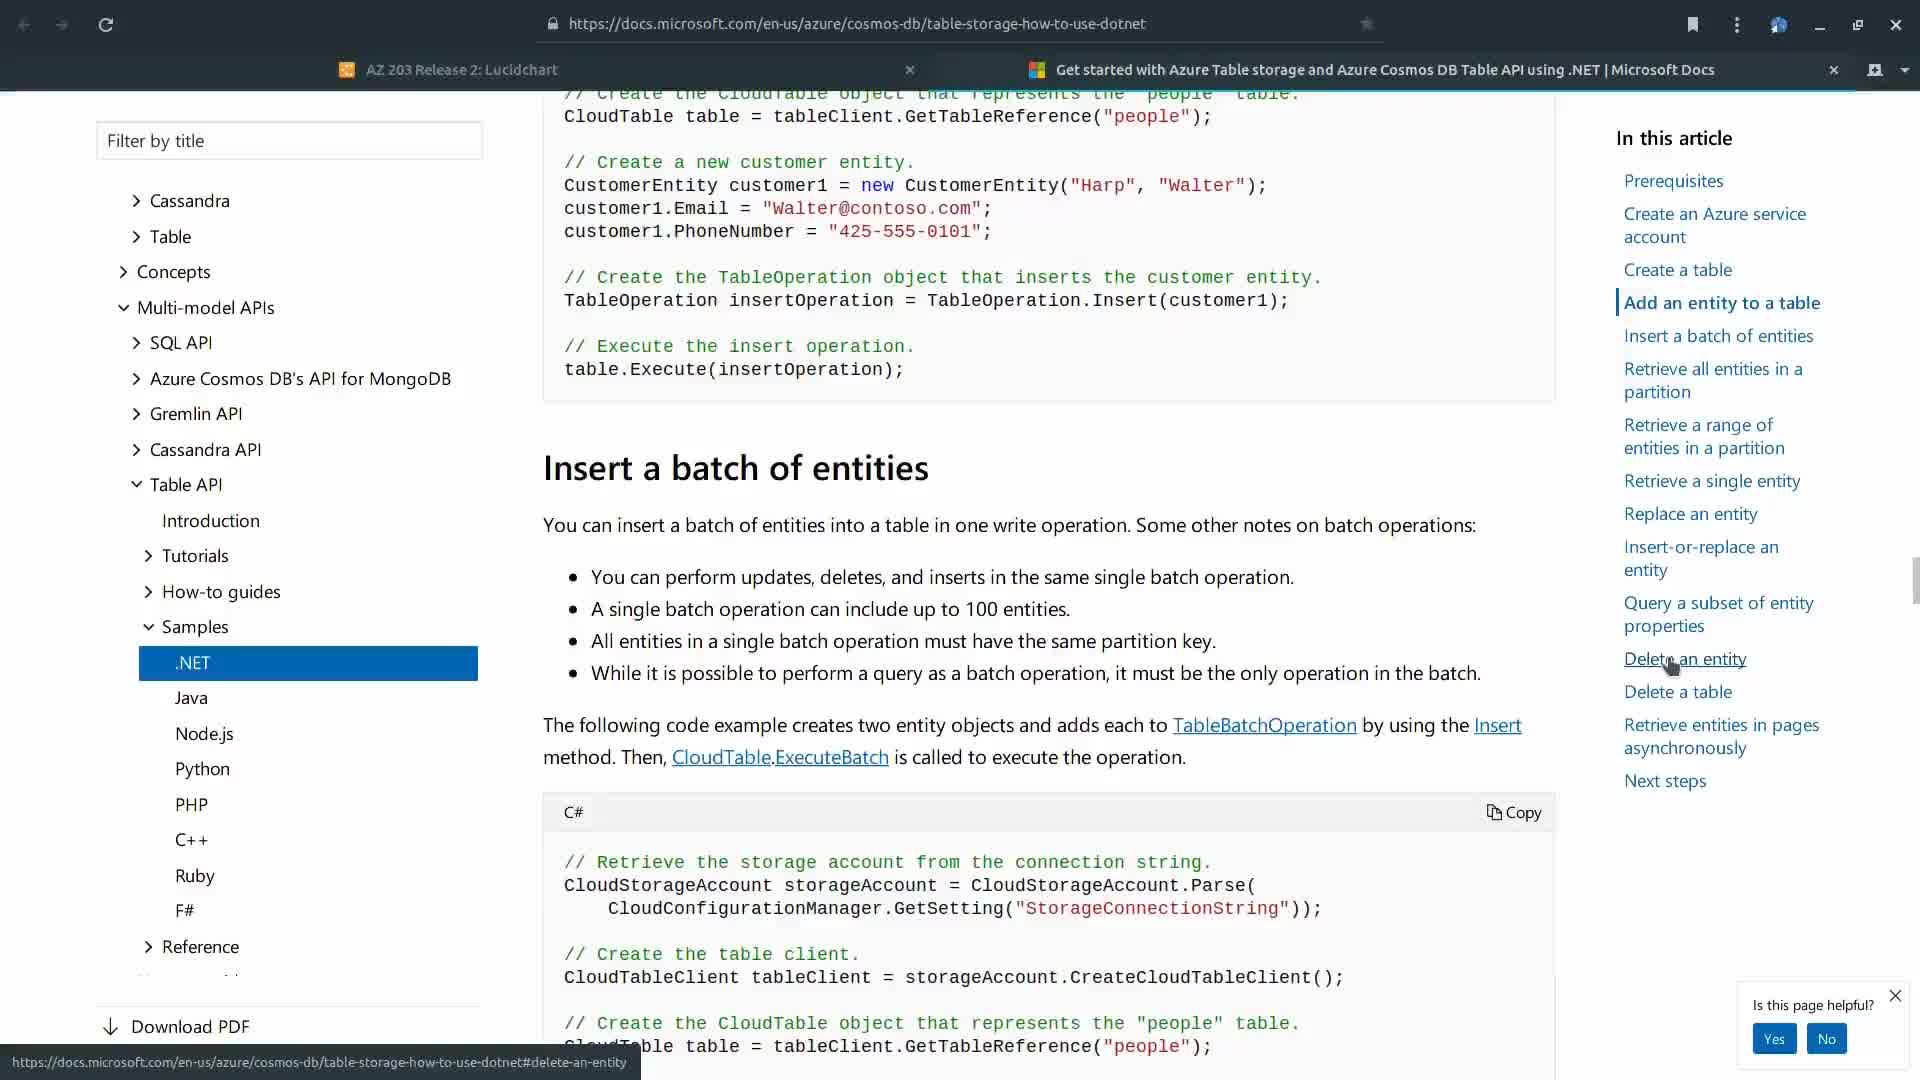 https://docs.microsoft.com/en-us/azure/cosmos-db/table-storage-how-to-use-dotnet
AZ 203 Release 2: Lucidchart
Get started with Azure Table storage and Azure Cosmos DB Table API using .NET | Microsoft Docs
Filter by title
Cassandra
Table
Concepts
Multi-model APIs
SQL API
Azure Cosmos DB's API for MongoDB
Gremlin API
Cassandra API
Table API
Introduction
Tutorials
How-to guides
Samples
.NET
Java
Node.js
Python
PHP
C++
Ruby
F#
Reference
Download PDF
// Create the CloudTable object that represents the "people" table.
CloudTable table = tableClient.GetTableReference("people");
// Create a new customer entity.
CustomerEntity customer1 = new CustomerEntity("Harp", "Walter");
customer1.Email = "Walter@contoso.com";
customer1.PhoneNumber = "425-555-0101";
// Create the TableOperation object that inserts the customer entity.
TableOperation insertOperation = TableOperation.Insert(customer1);
// Execute the insert operation.
table.Execute(insertOperation);
Insert a batch of entities
You can insert a batch of entities into a table in one write operation. Some other notes on batch operations:
You can perform updates, deletes, and inserts in the same single batch operation.
A single batch operation can include up to 100 entities.
All entities in a single batch operation must have the same partition key.
While it is possible to perform a query as a batch operation, it must be the only operation in the batch.
The following code example creates two entity objects and adds each to TableBatchOperation by using the Insert
method. Then, CloudTable.ExecuteBatch is called to execute the operation.
C#
Copy
// Retrieve the storage account from the connection string.
CloudStorageAccount storageAccount = CloudStorageAccount.Parse(
CloudConfigurationManager.GetSetting("StorageConnectionString"));
// Create the table client.
CloudTableClient tableClient = storageAccount.CreateCloudTableClient();
// Create the CloudTable object that represents the "people" table.
table = tableClient.GetTableReference("people");
In this article
Prerequisites
Create an Azure service
account
Create a table
Add an entity to a table
Insert a batch of entities
Retrieve all entities in a
partition
Retrieve a range of
entities in a partition
Retrieve a single entity
Replace an entity
Insert-or-replace an
entity
Query a subset of entity
properties
Delete an entity
Delete a table
Retrieve entities in pages
asynchronously
Next steps
Is this page helpful?
Yes
No
https://docs.microsoft.com/en-us/azure/cosmos-db/table-storage-how-to-use-dotnet#delete-an-entity